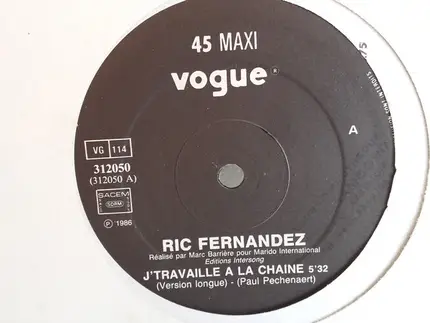 45 MAXI
vogue®
A
VG 114
312050
(312050 A)
SACEM
SDRM
℗ 1986
RIC FERNANDEZ
Réalisé par Marc Barrière pour Marido International
Editions Intersong
J'TRAVAILLE A LA CHAINE 5'32
(Version longue) - (Paul Pechenaert)